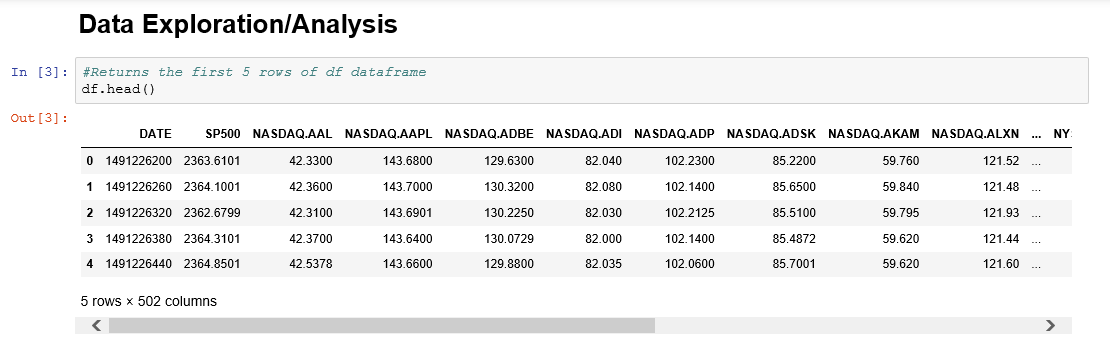 Data Exploration/Analysis
In [3]: #Returns the first 5 rows of df dataframe
df.head()
Out[3]:
DATE SP500 NASDAQ.AAL NASDAQ.AAPL NASDAQ.ADBE NASDAQ.ADI NASDAQ.ADP NASDAQ.ADSK NASDAQ.AKAM NASDAQ.ALXN ... NY
0 1491226200 2363.6101 42.3300 143.6800 129.6300 82.040 102.2300 85.2200 59.760 121.52 ...
1 1491226260 2364.1001 42.3600 143.7000 130.3200 82.080 102.1400 85.6500 59.840 121.48 ...
2 1491226320 2362.6799 42.3100 143.6901 130.2250 82.030 102.2125 85.5100 59.795 121.93 ...
3 1491226380 2364.3101 42.3700 143.6400 130.0729 82.000 102.1400 85.4872 59.620 121.44 ...
4 1491226440 2364.8501 42.5378 143.6600 129.8800 82.035 102.0600 85.7001 59.620 121.60 ...
5 rows × 502 columns